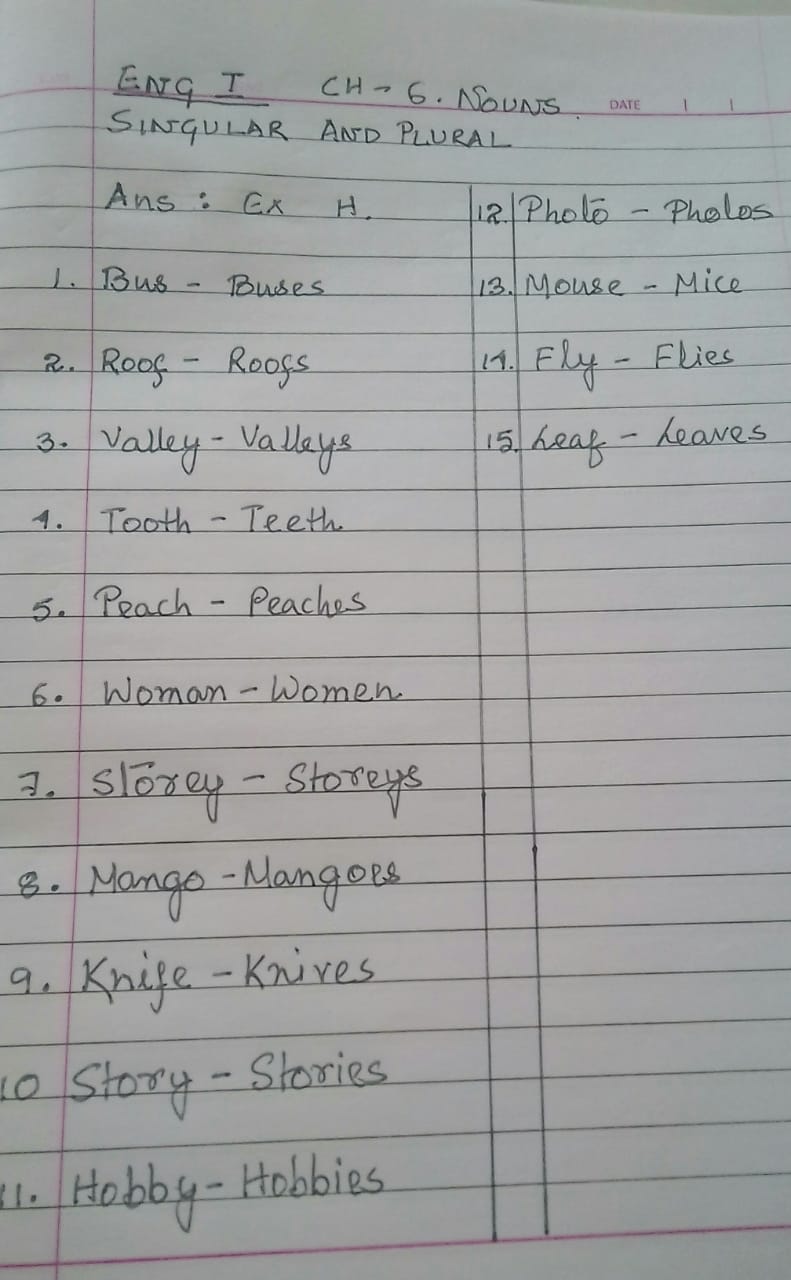 ENG I CH - 6. NOUNS.
DATE
SINGULAR AND PLURAL
Ans : Ex H.
1. Bus - Buses
2. Roof - Roofs
3. Valley - Valleys
4. Tooth - Teeth
5. Peach - Peaches
6. Woman - Women
7. Storey - Storeys
8. Mango - Mangoes
9. Knife - Knives
10 Story - Stories
11. Hobby - Hobbies
12. Photo - Photos
13. Mouse - Mice
14. Fly - Flies
15. Leaf - Leaves